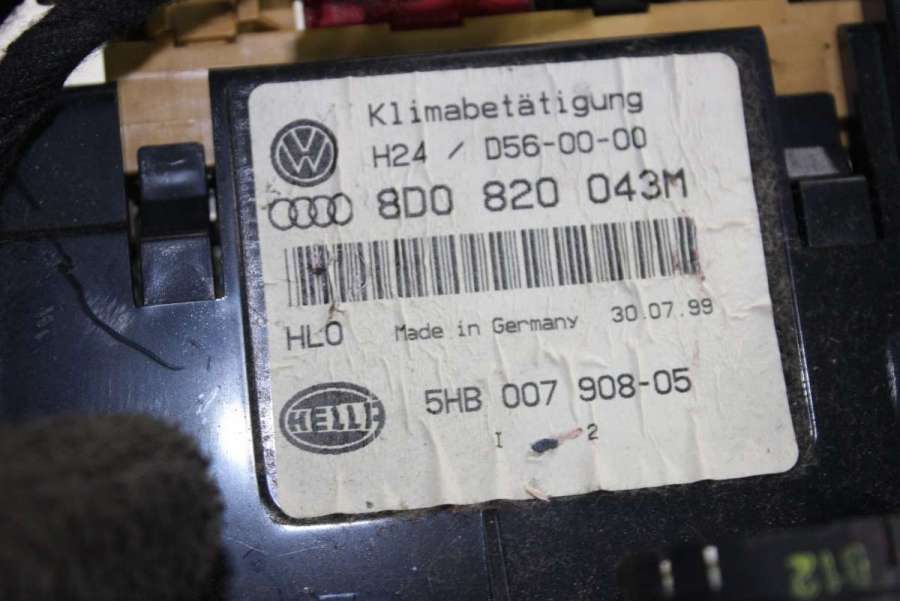 Klimabetätigung
H24 / D56-00-00
8D0 820 043M
HLO Made in Germany 30.07.99
HELLA
5HB 007 908-05
I 2
012